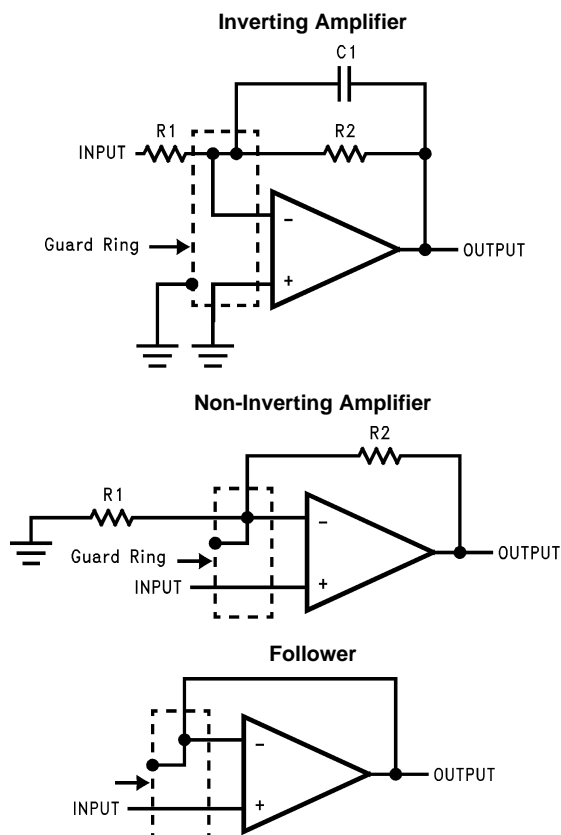 Inverting Amplifier
C1
R1
R2
INPUT
−
Guard Ring
OUTPUT
+
Non-Inverting Amplifier
R2
R1
−
Guard Ring
OUTPUT
INPUT
+
Follower
−
OUTPUT
INPUT
+